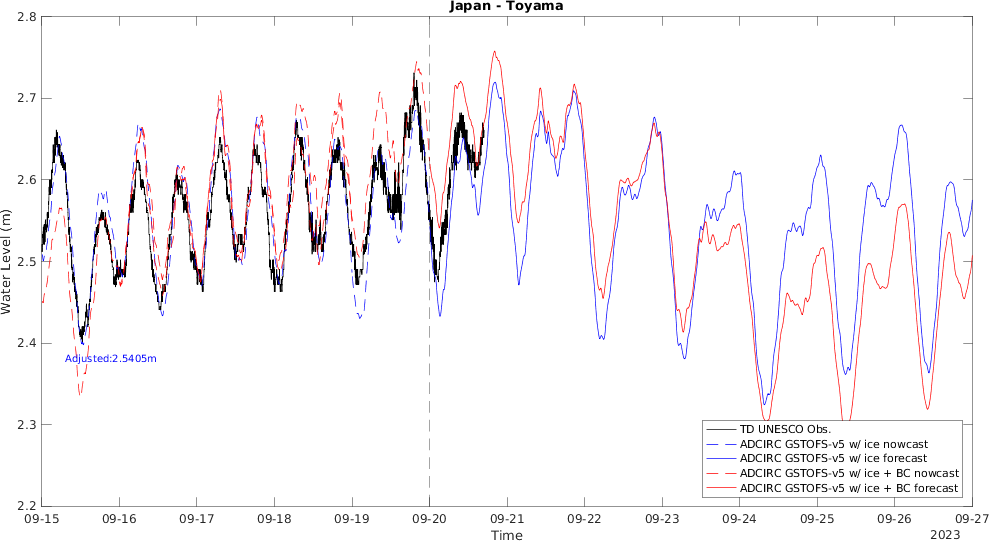 Japan - Toyama
2.8
2.7
2.6
2.5
2.4
2.3
2.2
Water Level (m)
Adjusted:2.5405m
TD UNESCO Obs.
ADCIRC GSTOFS-v5 w/ ice nowcast
ADCIRC GSTOFS-v5 w/ ice forecast
ADCIRC GSTOFS-v5 w/ ice + BC nowcast
ADCIRC GSTOFS-v5 w/ ice + BC forecast
09-15 09-16 09-17 09-18 09-19 09-20 09-21 09-22 09-23 09-24 09-25 09-26 09-27
Time
2023